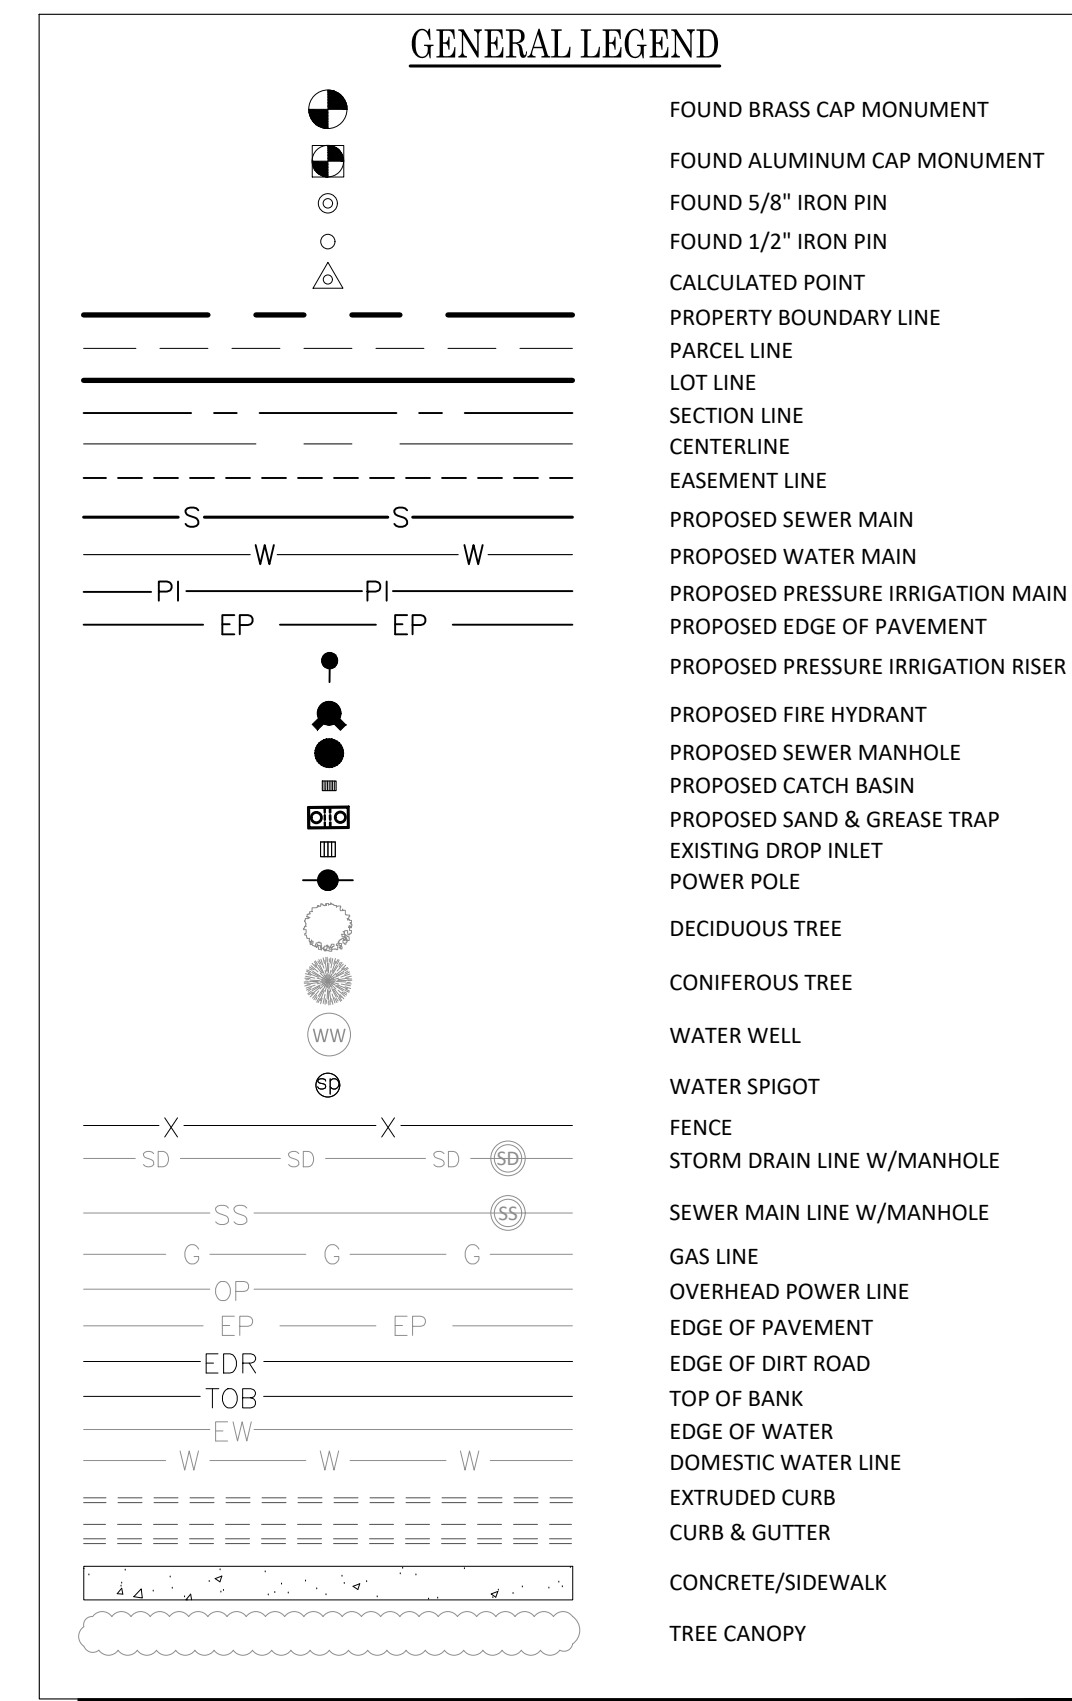 GENERAL LEGEND
FOUND BRASS CAP MONUMENT
FOUND ALUMINUM CAP MONUMENT
FOUND 5/8" IRON PIN
FOUND 1/2" IRON PIN
CALCULATED POINT
PROPERTY BOUNDARY LINE
PARCEL LINE
LOT LINE
SECTION LINE
CENTERLINE
EASEMENT LINE
S S PROPOSED SEWER MAIN
W W PROPOSED WATER MAIN
PI PI PROPOSED PRESSURE IRRIGATION MAIN
EP EP PROPOSED EDGE OF PAVEMENT
PROPOSED PRESSURE IRRIGATION RISER
PROPOSED FIRE HYDRANT
PROPOSED SEWER MANHOLE
PROPOSED CATCH BASIN
PROPOSED SAND & GREASE TRAP
EXISTING DROP INLET
POWER POLE
DECIDUOUS TREE
CONIFEROUS TREE
WW WATER WELL
sp WATER SPIGOT
X X FENCE
SD SD SD SD STORM DRAIN LINE W/MANHOLE
SS SS SEWER MAIN LINE W/MANHOLE
G G G GAS LINE
OP OVERHEAD POWER LINE
EP EP EDGE OF PAVEMENT
EDR EDGE OF DIRT ROAD
TOB TOP OF BANK
EW EDGE OF WATER
W W W DOMESTIC WATER LINE
EXTRUDED CURB
CURB & GUTTER
CONCRETE/SIDEWALK
TREE CANOPY